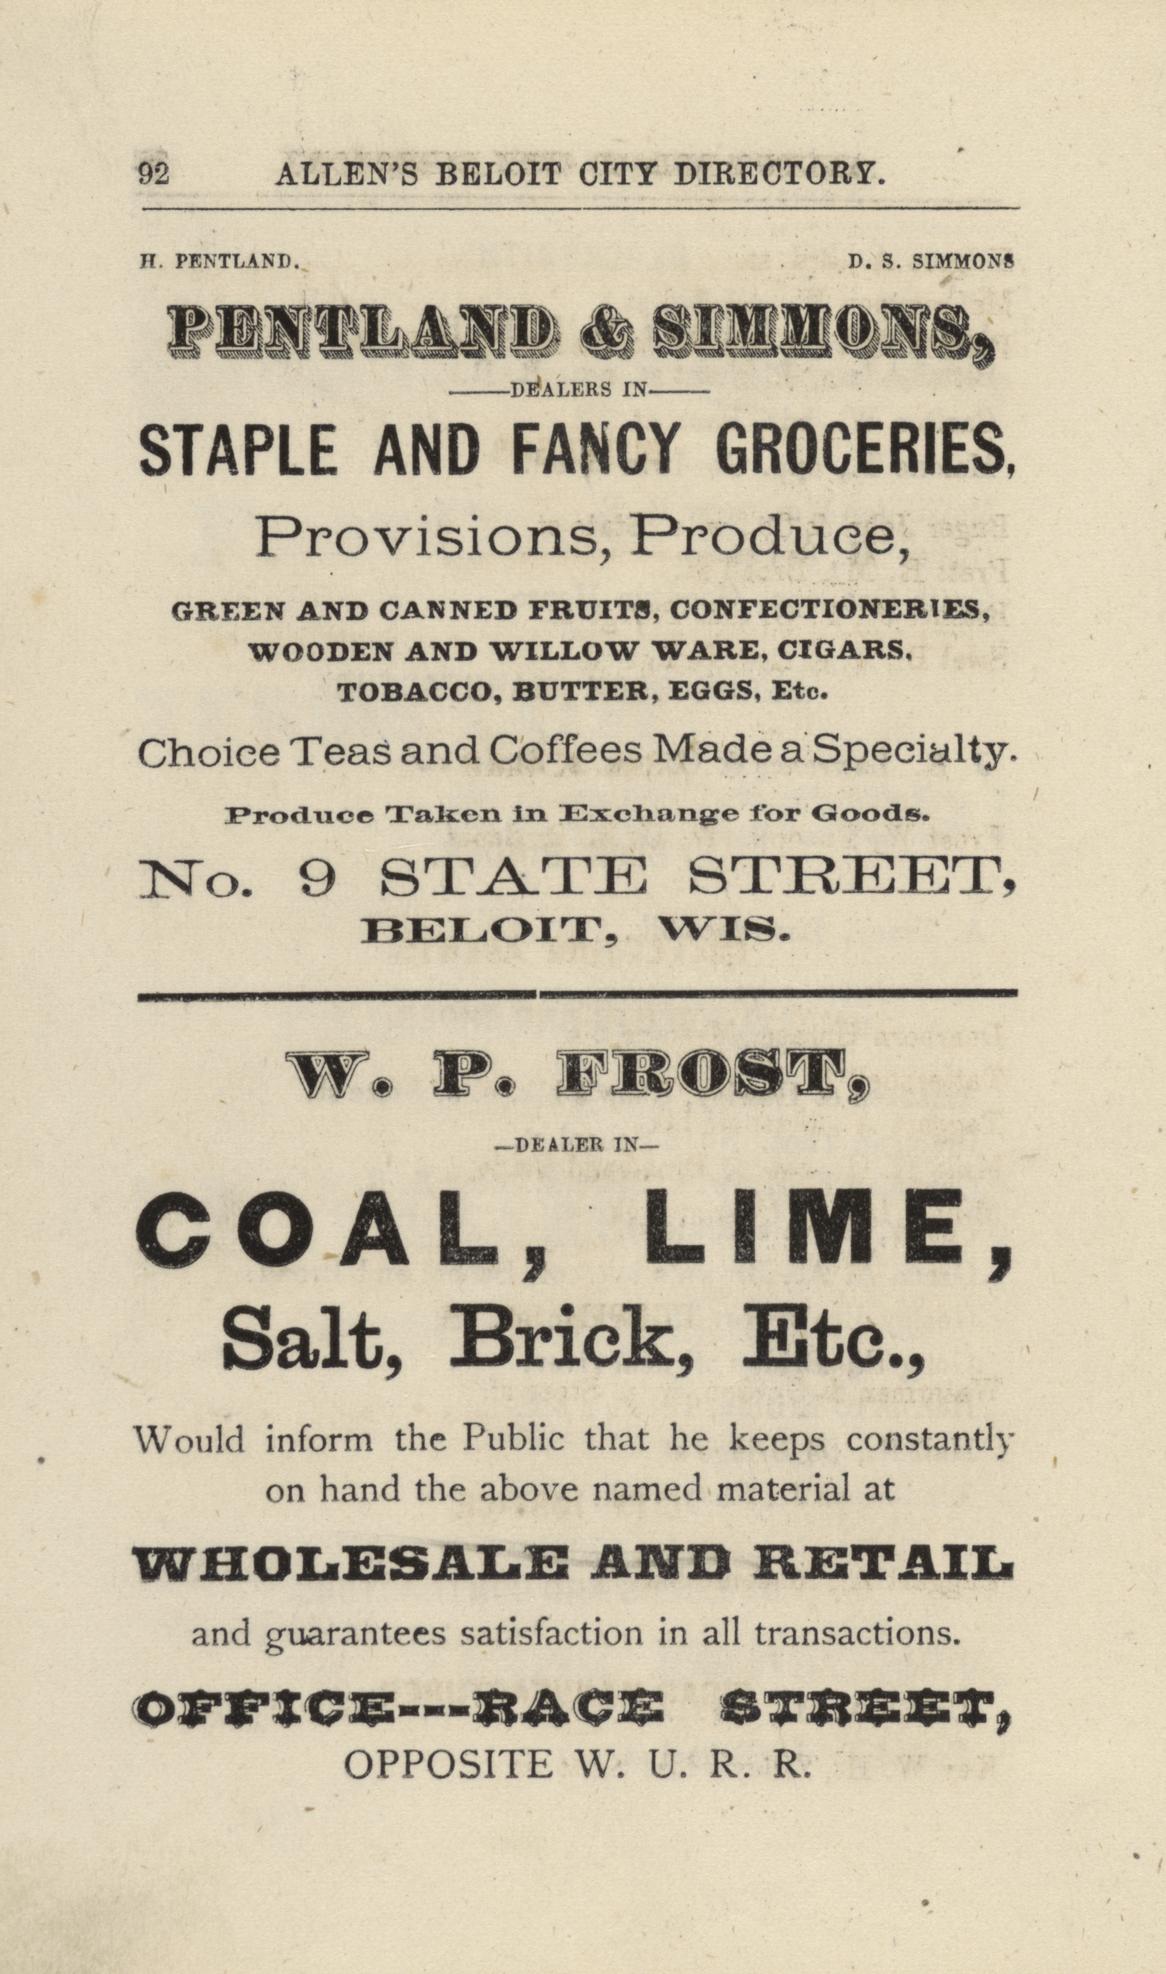 92 ALLEN'S BELOIT CITY DIRECTORY.
H. PENTLAND. D. S. SIMMONS
PENTLAND & SIMMONS,
——DEALERS IN——
STAPLE AND FANCY GROCERIES,
Provisions, Produce,
GREEN AND CANNED FRUITS, CONFECTIONERIES,
WOODEN AND WILLOW WARE, CIGARS,
TOBACCO, BUTTER, EGGS, Etc.
Choice Teas and Coffees Made a Specialty.
Produce Taken in Exchange for Goods.
No. 9 STATE STREET,
BELOIT, WIS.
W. P. FROST,
—DEALER IN—
COAL, LIME,
Salt, Brick, Etc.,
Would inform the Public that he keeps constantly
on hand the above named material at
WHOLESALE AND RETAIL
and guarantees satisfaction in all transactions.
OFFICE---RACE STREET,
OPPOSITE W. U. R. R.